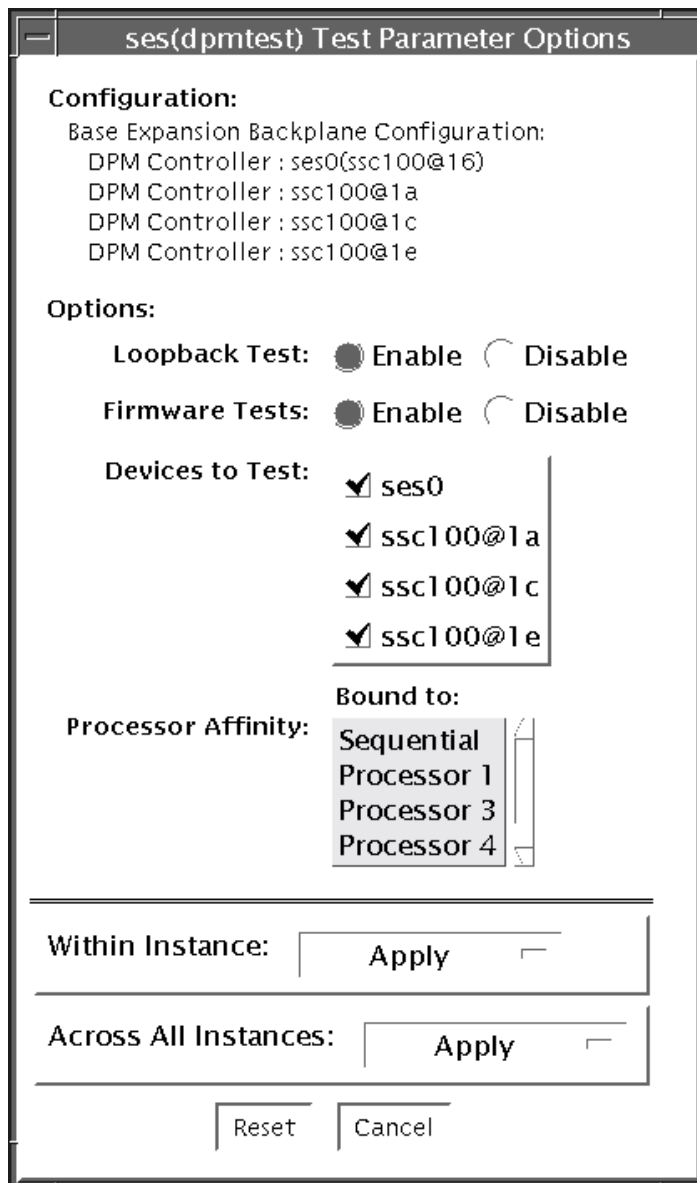 ses(dpmtest) Test Parameter Options
Configuration:
Base Expansion Backplane Configuration:
DPM Controller : ses0(ssc100@16)
DPM Controller : ssc100@1a
DPM Controller : ssc100@1c
DPM Controller : ssc100@1e
Options:
Loopback Test: Enable Disable
Firmware Tests: Enable Disable
Devices to Test: ses0
ssc100@1a
ssc100@1c
ssc100@1e
Bound to:
Processor Affinity: Sequential
Processor 1
Processor 3
Processor 4
Within Instance: Apply
Across All Instances: Apply
Reset Cancel